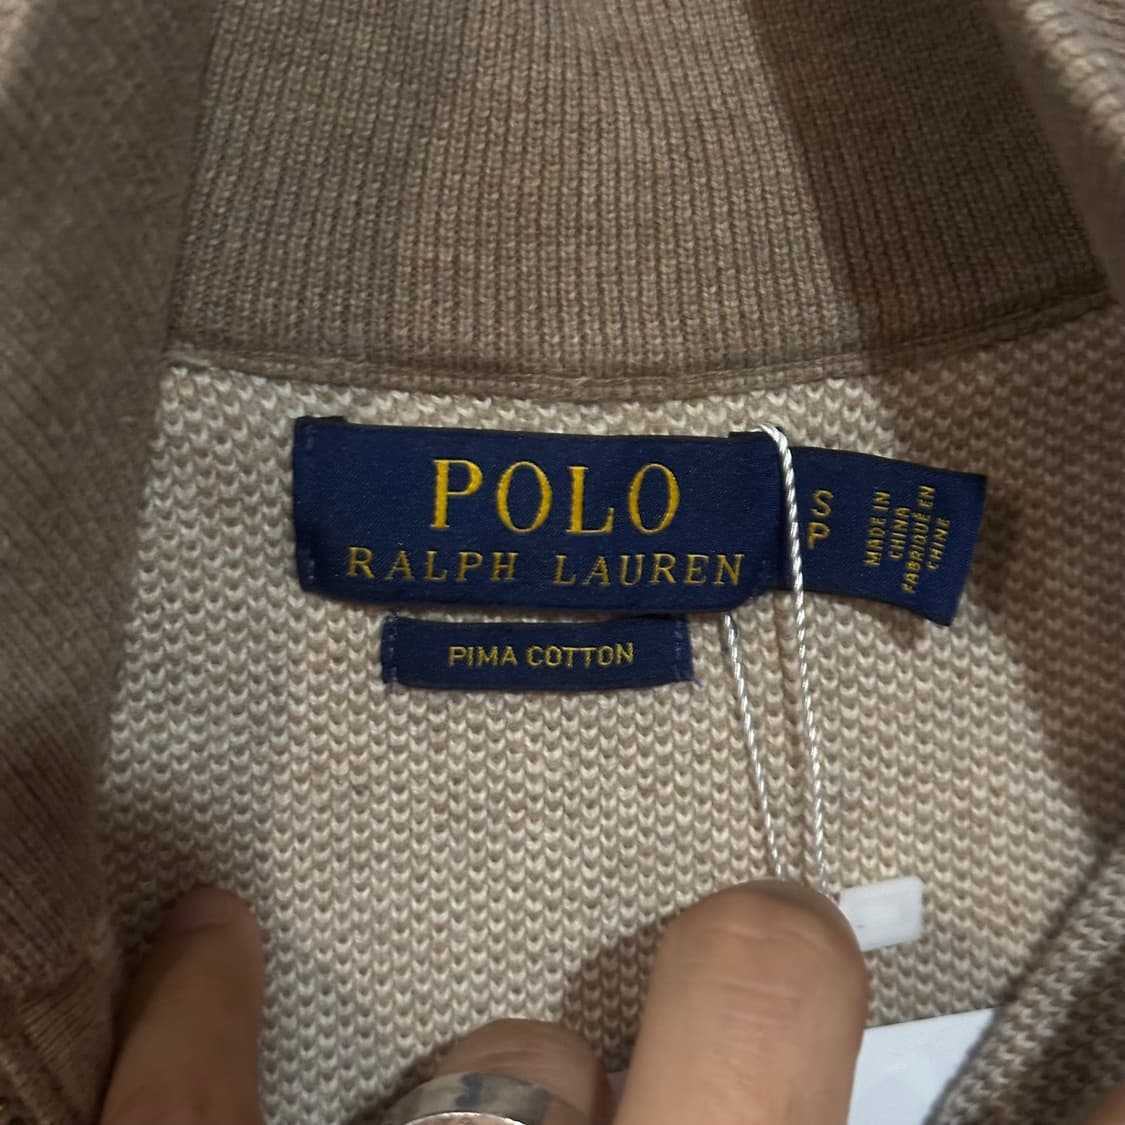 POLO
RALPH LAUREN
PIMA COTTON
S
P
MADE IN
CHINA
FABRIQUÉ EN
CHINE